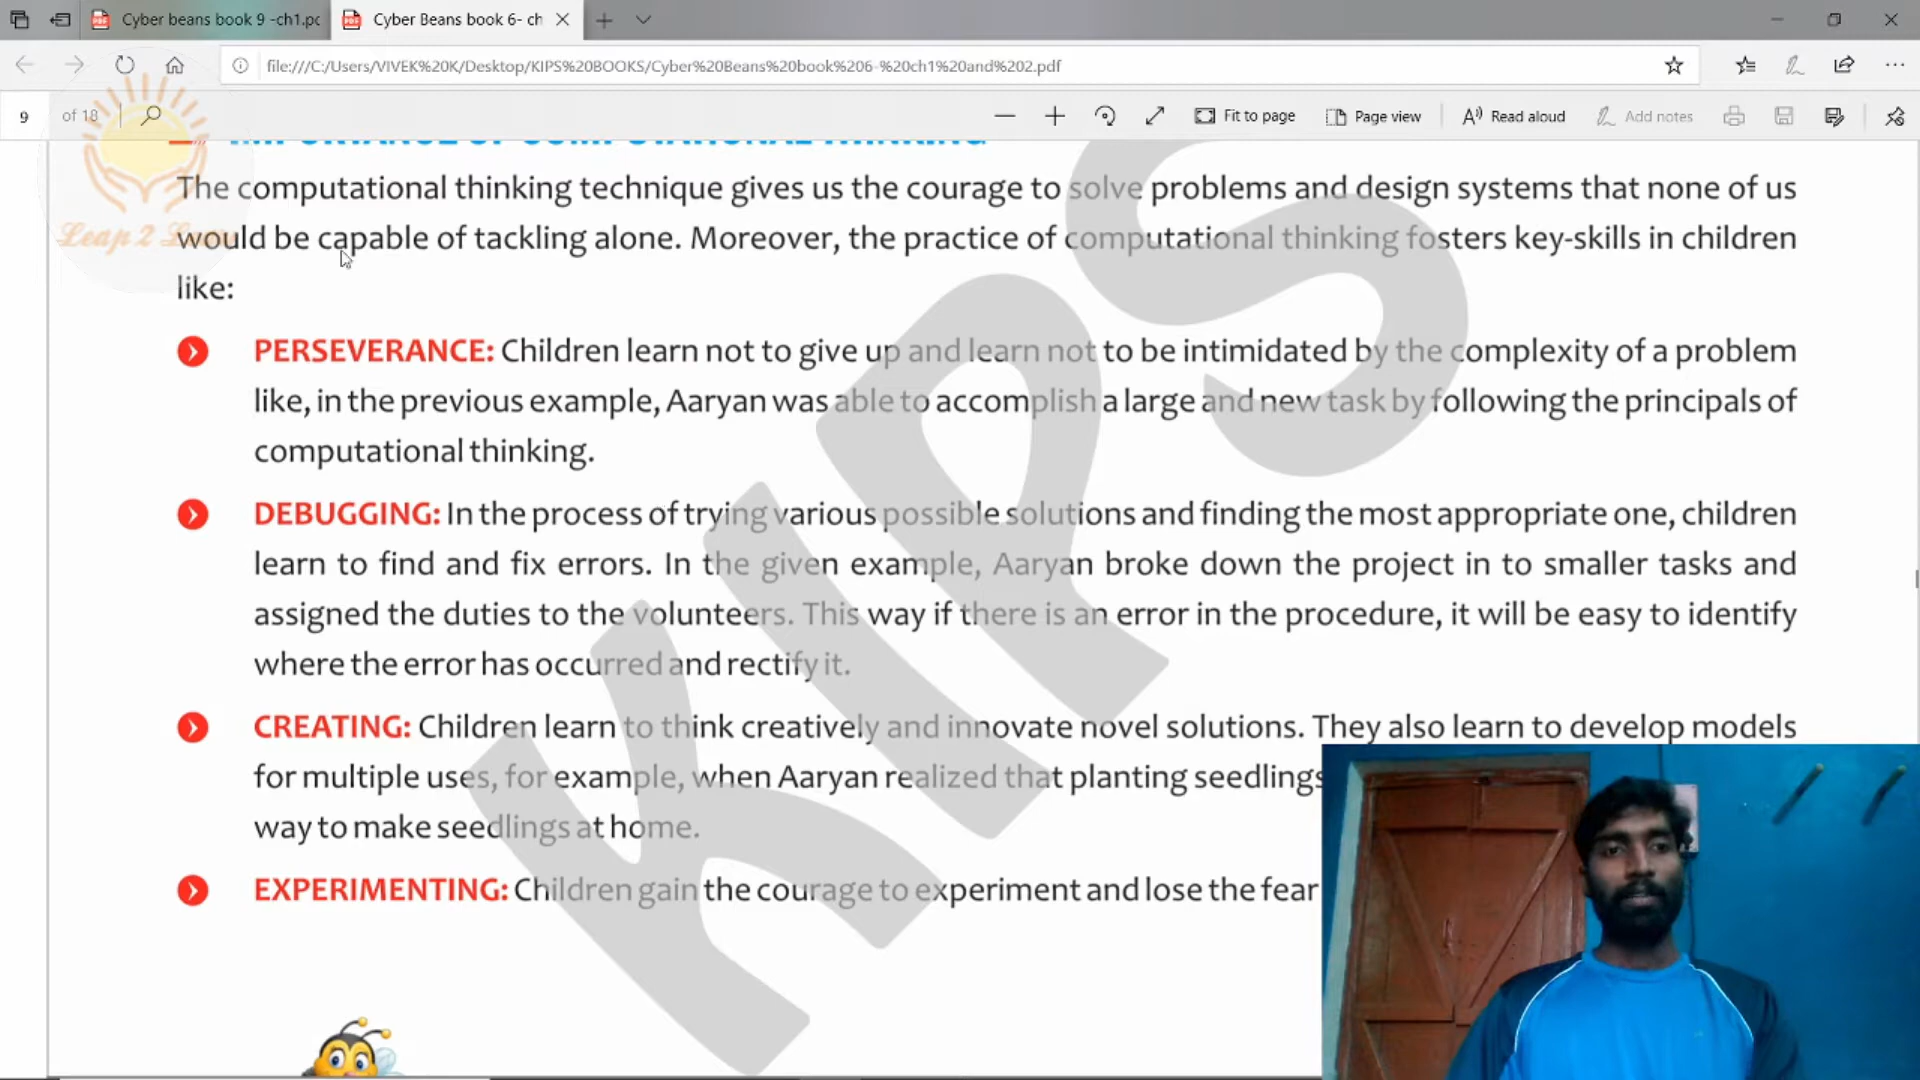 Cyber beans book 9 -ch1.pc
Cyber Beans book 6- ch
file:///C:/Users/VIVEK%20K/Desktop/KIPS%20BOOKS/Cyber%20Beans%20book%206-%20ch1%20and%202.pdf
9 of 18
Fit to page
Page view
Read aloud
Add notes
IMPORTANCE OF COMPUTATIONAL THINKING
The computational thinking technique gives us the courage to solve problems and design systems that none of us
would be capable of tackling alone. Moreover, the practice of computational thinking fosters key-skills in children
like:
PERSEVERANCE: Children learn not to give up and learn not to be intimidated by the complexity of a problem
like, in the previous example, Aaryan was able to accomplish a large and new task by following the principals of
computational thinking.
DEBUGGING: In the process of trying various possible solutions and finding the most appropriate one, children
learn to find and fix errors. In the given example, Aaryan broke down the project in to smaller tasks and
assigned the duties to the volunteers. This way if there is an error in the procedure, it will be easy to identify
where the error has occurred and rectify it.
CREATING: Children learn to think creatively and innovate novel solutions. They also learn to develop models
for multiple uses, for example, when Aaryan realized that planting seedlings
way to make seedlings at home.
EXPERIMENTING: Children gain the courage to experiment and lose the fear
KIPS
Leap 2 Learn